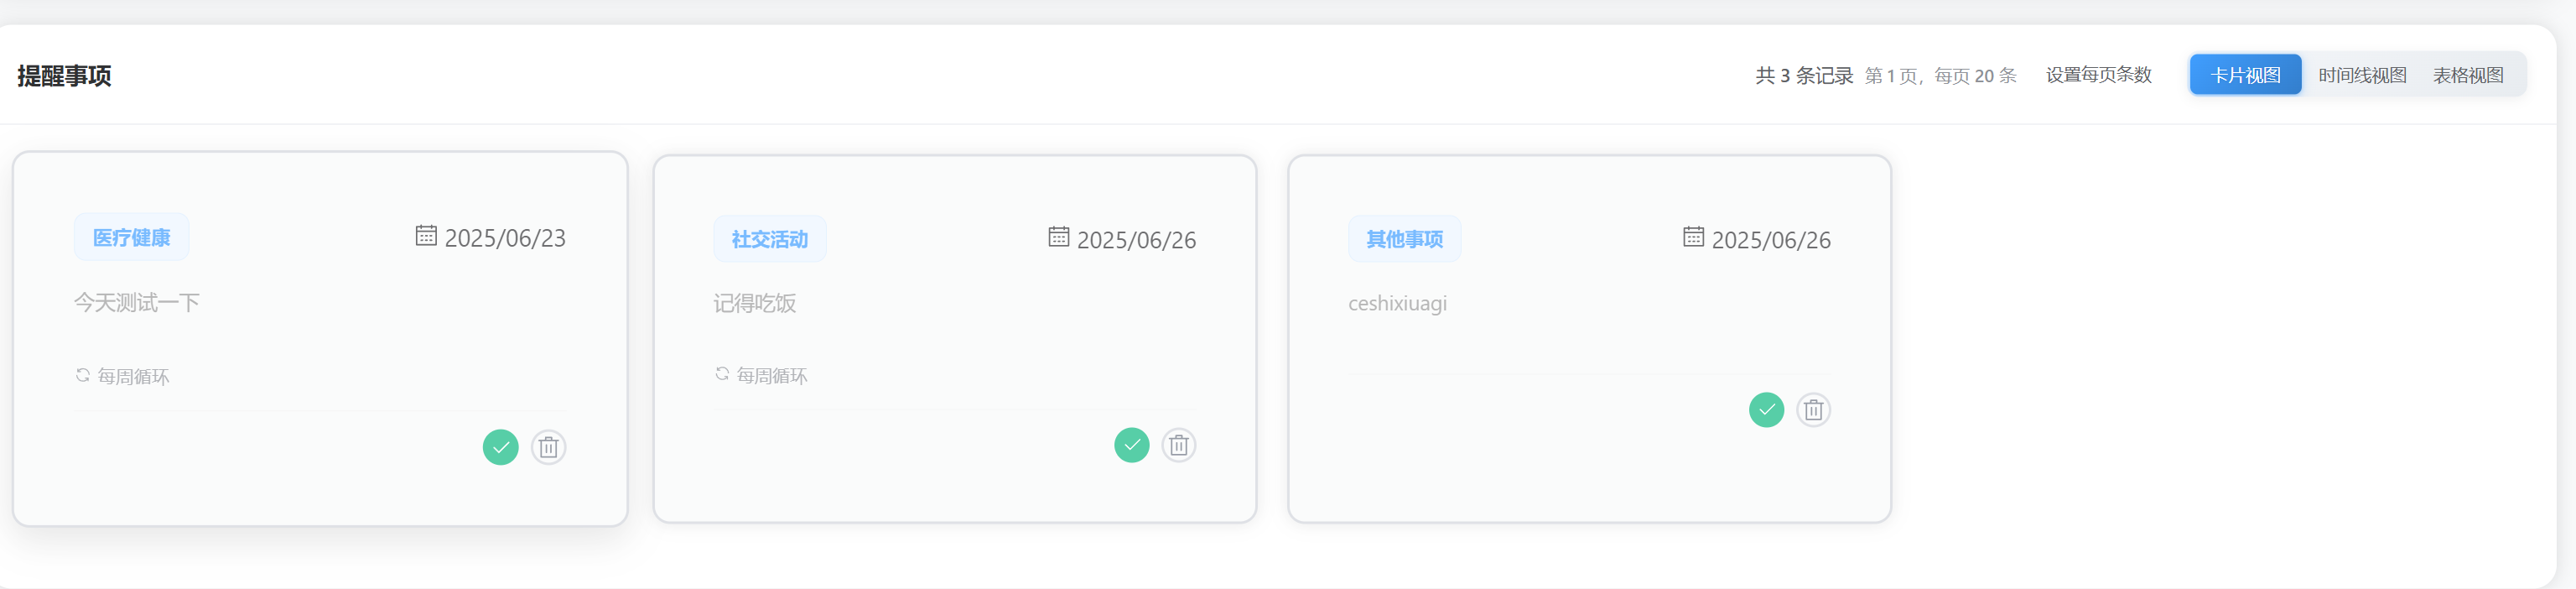 提醒事项
共 3 条记录 第 1 页，每页 20 条 设置每页条数 卡片视图 时间线视图 表格视图
医疗健康 2025/06/23
今天测试一下
每周循环
社交活动 2025/06/26
记得吃饭
每周循环
其他事项 2025/06/26
ceshixiuagi